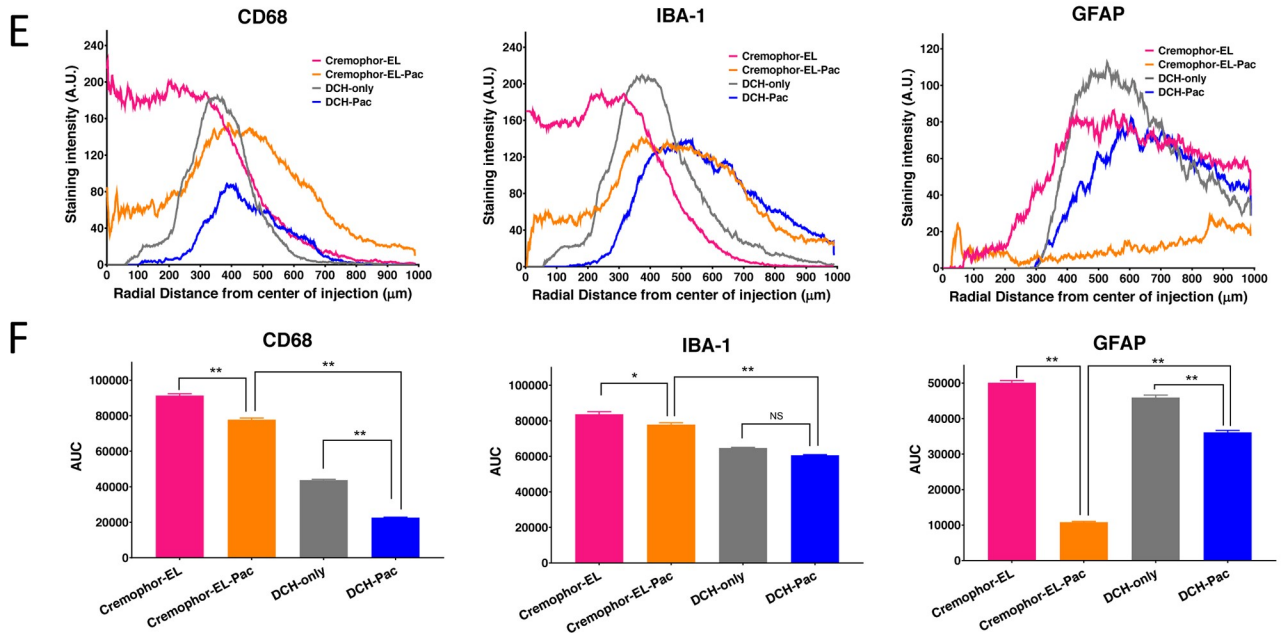 E
CD68
Staining intensity (A.U.)
240
200
160
120
80
40
0
0 100 200 300 400 500 600 700 800 900 1000
Radial Distance from center of injection (μm)
Cremophor-EL
Cremophor-EL-Pac
DCH-only
DCH-Pac
IBA-1
Staining intensity (A.U.)
240
200
160
120
80
40
0
0 100 200 300 400 500 600 700 800 900 1000
Radial Distance from center of injection (μm)
Cremophor-EL
Cremophor-EL-Pac
DCH-only
DCH-Pac
GFAP
Staining intensity (A.U.)
120
100
80
60
40
20
0
0 100 200 300 400 500 600 700 800 900 1000
Radial Distance from center of injection (μm)
Cremophor-EL
Cremophor-EL-Pac
DCH-only
DCH-Pac
F
CD68
AUC
100000
80000
60000
40000
20000
0
**
**
**
Cremophor-EL
Cremophor-EL-Pac
DCH-only
DCH-Pac
IBA-1
AUC
100000
80000
60000
40000
20000
0
*
**
NS
Cremophor-EL
Cremophor-EL-Pac
DCH-only
DCH-Pac
GFAP
AUC
50000
40000
30000
20000
10000
0
**
**
**
Cremophor-EL
Cremophor-EL-Pac
DCH-only
DCH-Pac